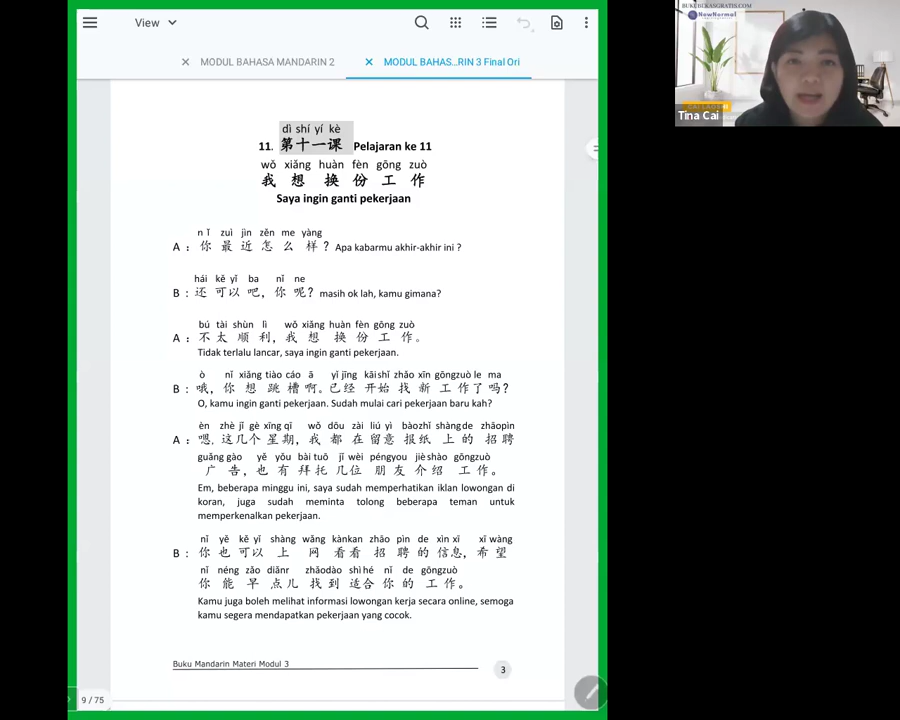 View
MODUL BAHASA MANDARIN 2
MODUL BAHAS...RIN 3 Final Ori
BUKUBEKASGRATIS.COM
NewNormal
Tina Cai
dì shí yí kè
11. 第十一课 Pelajaran ke 11
wǒ xiǎng huàn fèn gōng zuò
我 想 换 份 工 作
Saya ingin ganti pekerjaan
nǐ zuì jìn zěn me yàng
A : 你 最 近 怎 么 样 ? Apa kabarmu akhir-akhir ini ?
hái kě yǐ ba nǐ ne
B : 还 可 以 吧, 你 呢? masih ok lah, kamu gimana?
bú tài shùn lì wǒ xiǎng huàn fèn gōng zuò
A : 不 太 顺 利, 我 想 换 份 工 作。
Tidak terlalu lancar, saya ingin ganti pekerjaan.
ò nǐ xiǎng tiào cáo ā yǐ jīng kāishǐ zhǎo xīn gōngzuò le ma
B : 哦, 你 想 跳 槽 啊。已 经 开 始 找 新 工 作 了 吗?
O, kamu ingin ganti pekerjaan. Sudah mulai cari pekerjaan baru kah?
èn zhè jǐ gè xīng qī wǒ dōu zài liú yì bàozhǐ shàng de zhāopìn
A : 嗯. 这 几 个 星 期, 我 都 在 留 意 报 纸 上 的 招 聘
guǎng gào yě yǒu bài tuō jǐ wèi péngyou jiè shào gōngzuò
广 告, 也 有 拜 托 几 位 朋 友 介 绍 工 作。
Em, beberapa minggu ini, saya sudah memperhatikan iklan lowongan di
koran, juga sudah meminta tolong beberapa teman untuk
memperkenalkan pekerjaan.
nǐ yě kě yǐ shàng wǎng kànkan zhāo pìn de xìn xī xī wàng
B : 你 也 可 以 上 网 看 看 招 聘 的 信 息, 希 望
nǐ néng zǎo diǎnr zhǎodào shì hé nǐ de gōngzuò
你 能 早 点 儿 找 到 适 合 你 的 工 作。
Kamu juga boleh melihat informasi lowongan kerja secara online, semoga
kamu segera mendapatkan pekerjaan yang cocok.
Buku Mandarin Materi Modul 3
3
9 / 75